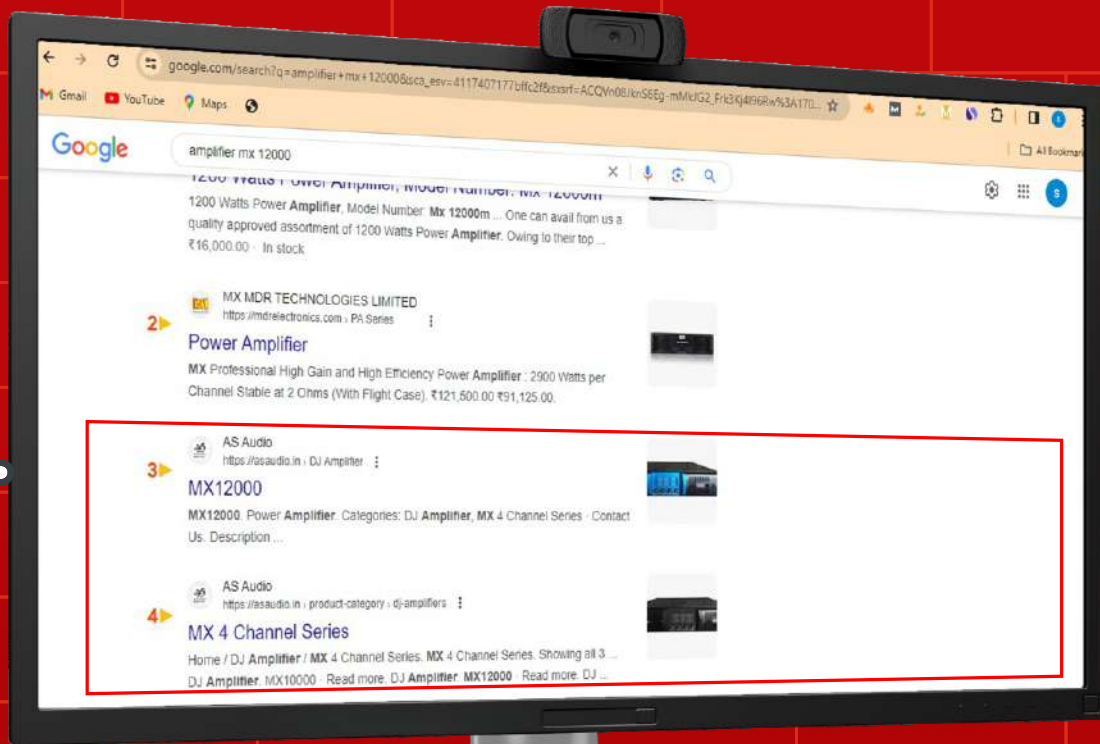 google.com/search?q=amplifier+mx+12000&sca_esv=4117407177bffc2f&sxsrf=
Gmail YouTube Maps
All Bookmark
Google amplifier mx 12000
S
1200 Watts Power Amplifier, Model Number: Mx 12000m
1200 Watts Power Amplifier, Model Number: Mx 12000m ... One can avail from us a
quality approved assortment of 1200 Watts Power Amplifier. Owing to their top ...
₹16,000.00 · In stock
MX MDR TECHNOLOGIES LIMITED
https://mdrelectronics.com › PA Series
2
Power Amplifier
MX Professional High Gain and High Efficiency Power Amplifier : 2900 Watts per
Channel Stable at 2 Ohms (With Flight Case). ₹121,500.00 ₹91,125.00.
AS Audio
https://asaudio.in › DJ Amplifier
3
MX12000
MX12000. Power Amplifier. Categories: DJ Amplifier, MX 4 Channel Series · Contact
Us. Description ...
AS Audio
https://asaudio.in › product-category › dj-amplifiers
4
MX 4 Channel Series
Home / DJ Amplifier / MX 4 Channel Series. MX 4 Channel Series. Showing all 3 ...
DJ Amplifier. MX10000 · Read more. DJ Amplifier. MX12000 · Read more. DJ ...